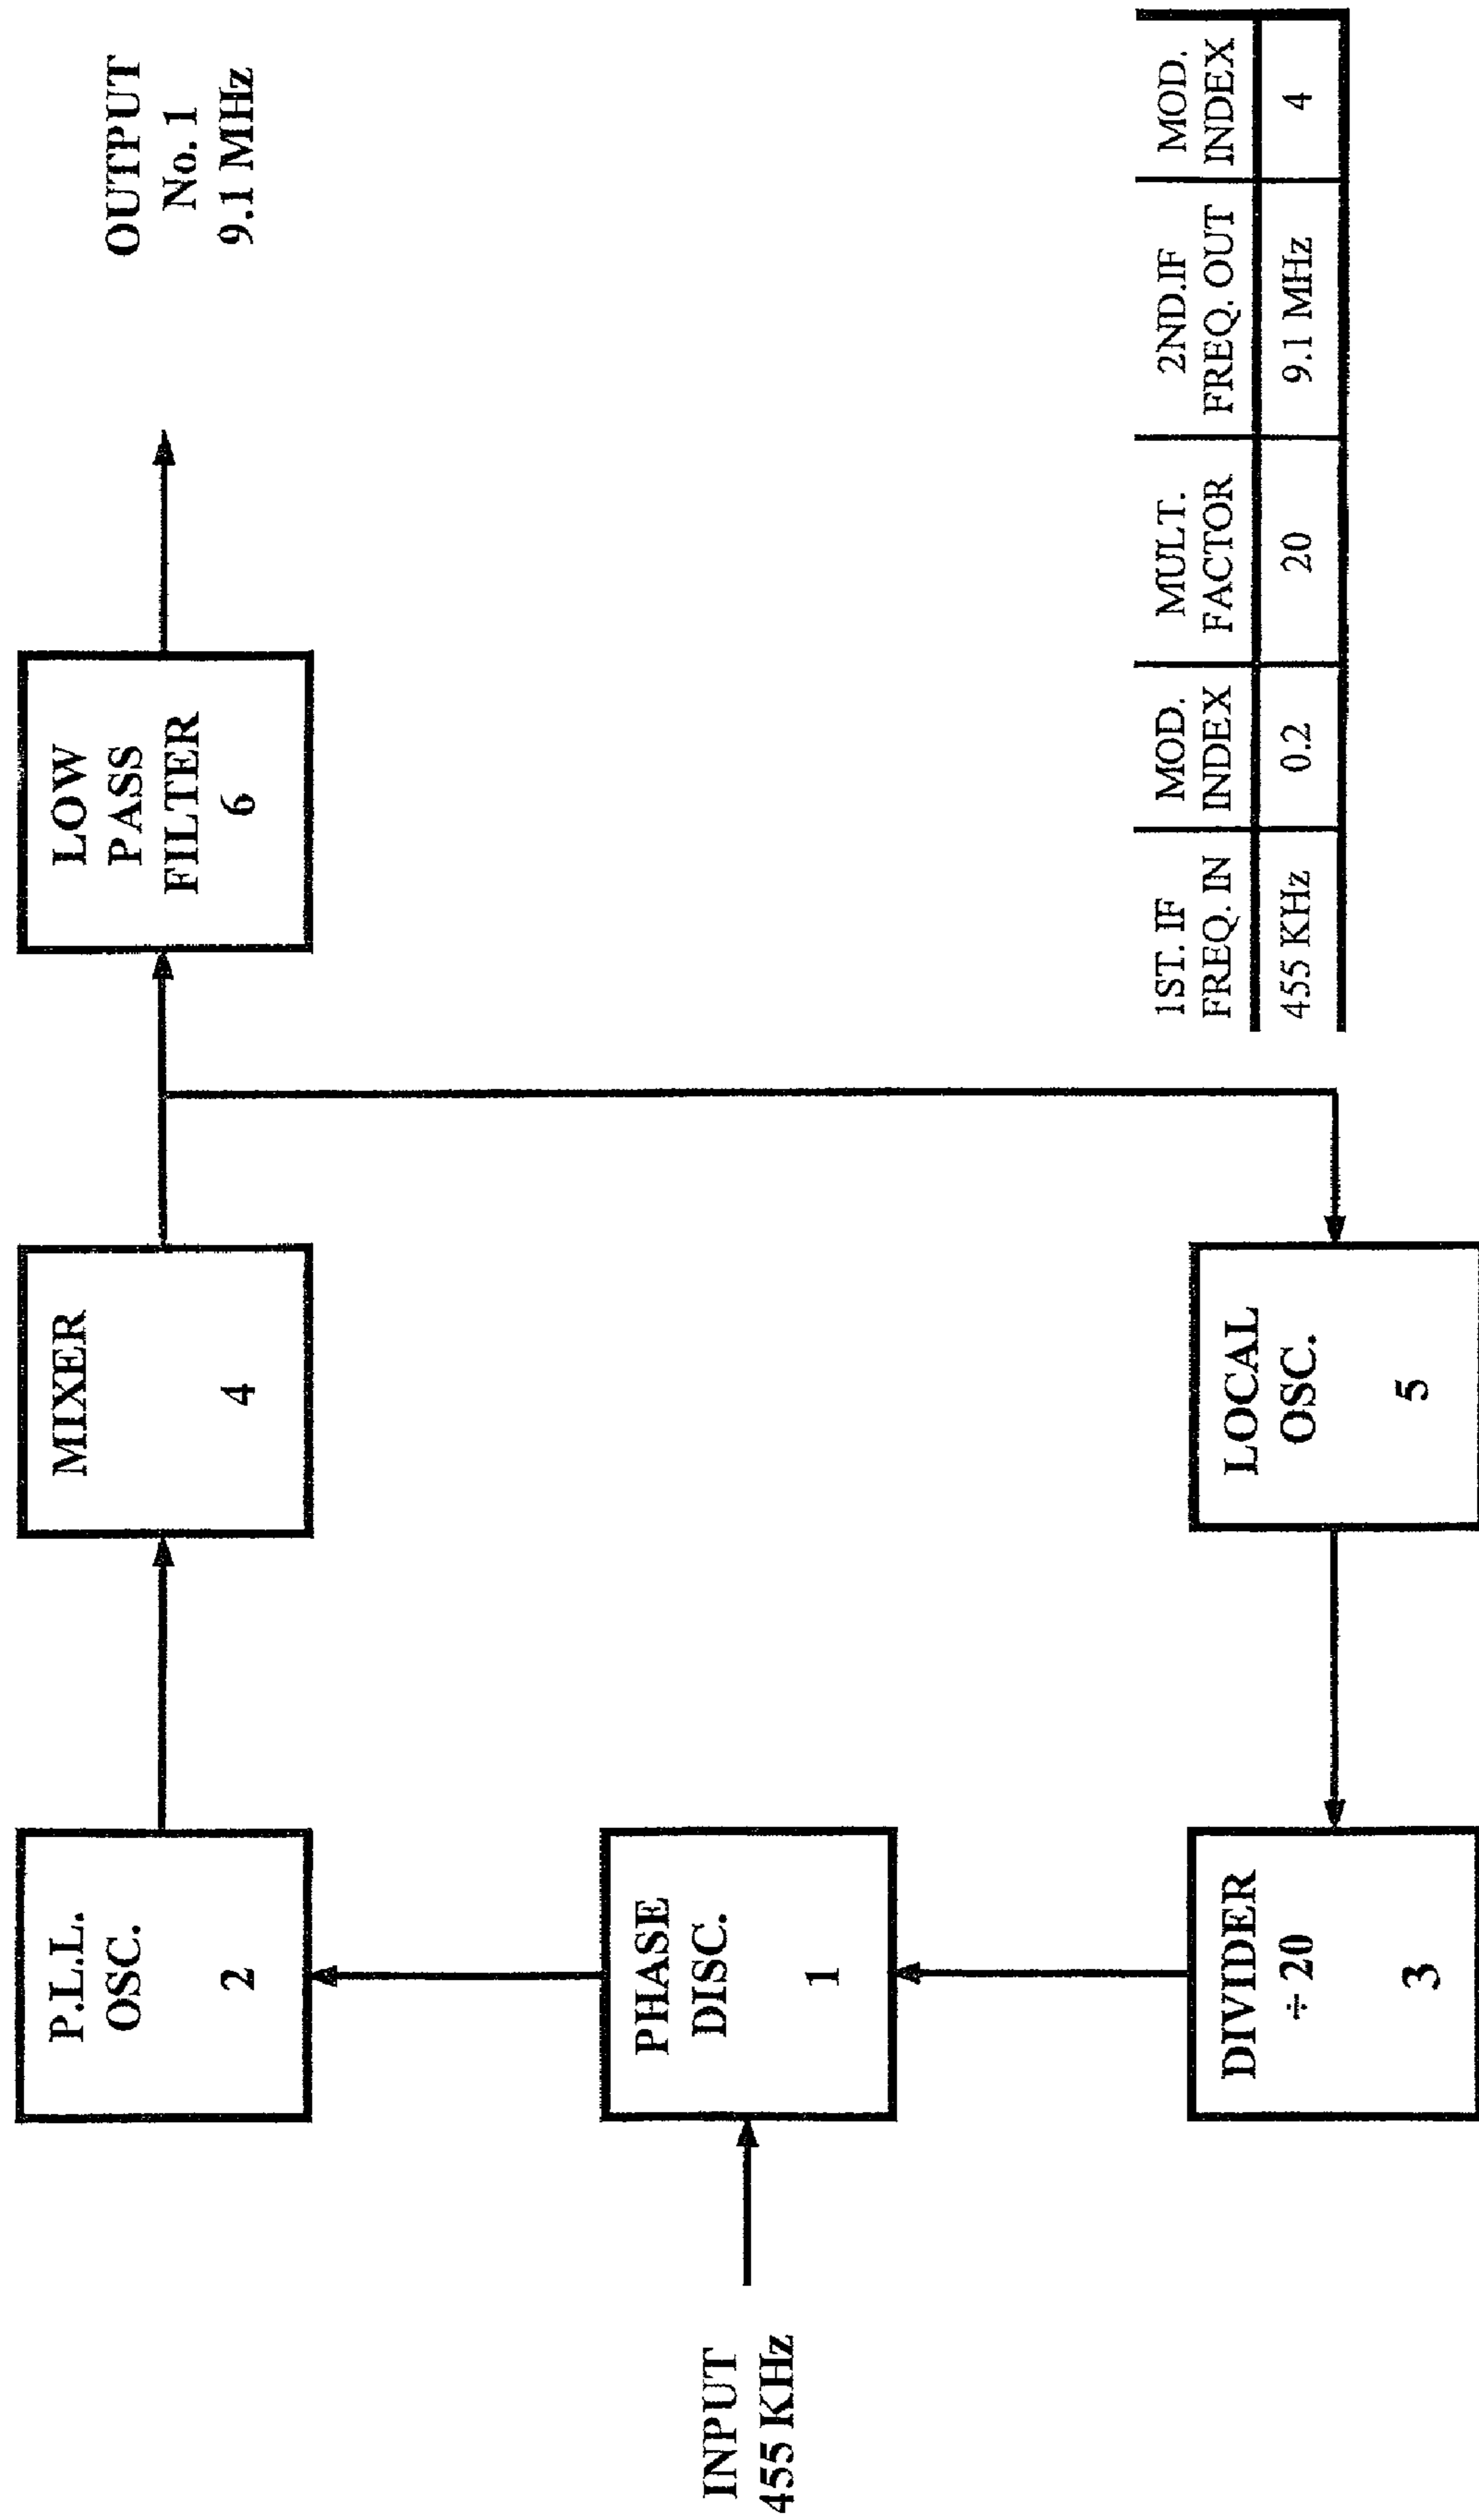 P.L.L.
OSC.
2
MIXER
4
LOW
PASS
FILTER
6
OUTPUT
No. 1
9.1 MHz
INPUT
455 KHz
PHASE
DISC.
1
DIVIDER
÷ 20
3
LOCAL
OSC.
5
1ST. IF MOD. MULT. 2ND.IF MOD.
FREQ. IN INDEX FACTOR FREQ. OUT INDEX
455 KHz 0.2 20 9.1 MHz 4